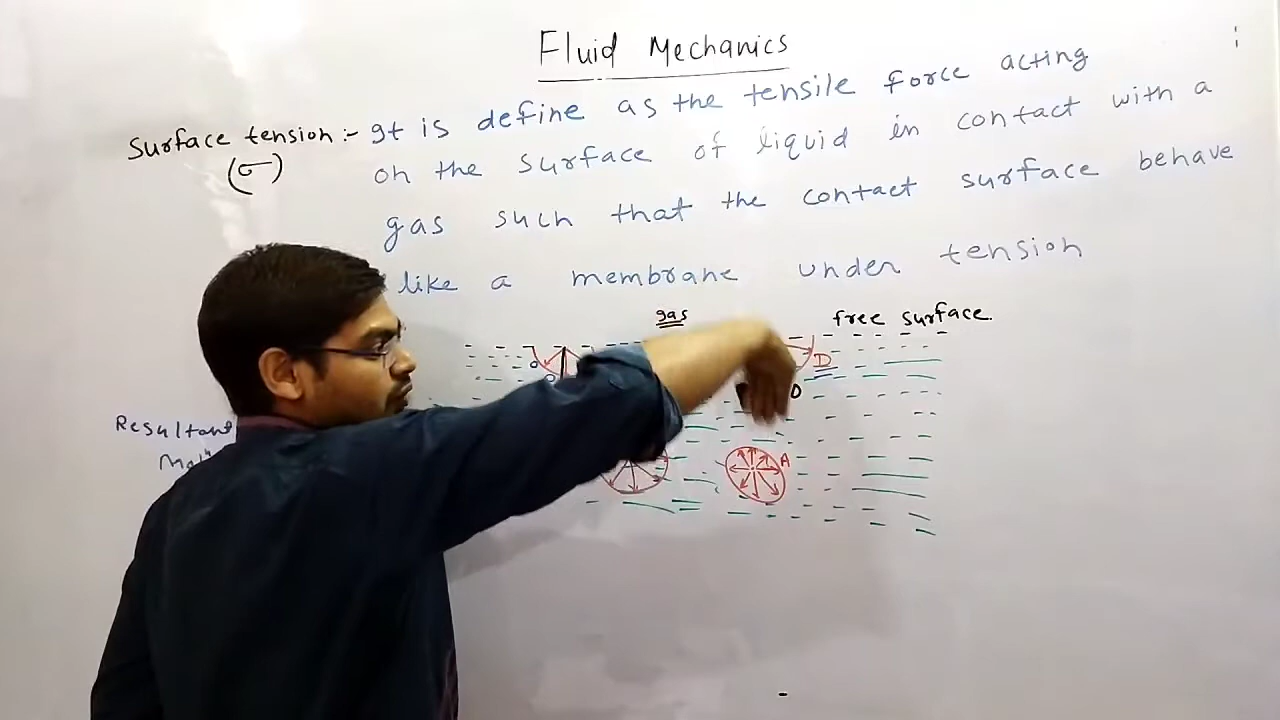 Fluid Mechanics
Surface tension :- It is define as the tensile force acting
(σ) on the surface of liquid in contact with a
gas such that the contact surface behave
like a membrane under tension
gas free surface.
D
D
A
Resultant